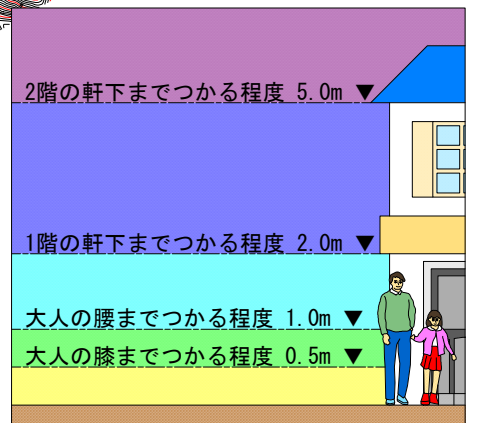 2階の軒下までつかる程度 5.0m ▼
1階の軒下までつかる程度 2.0m ▼
大人の腰までつかる程度 1.0m ▼
大人の膝までつかる程度 0.5m ▼